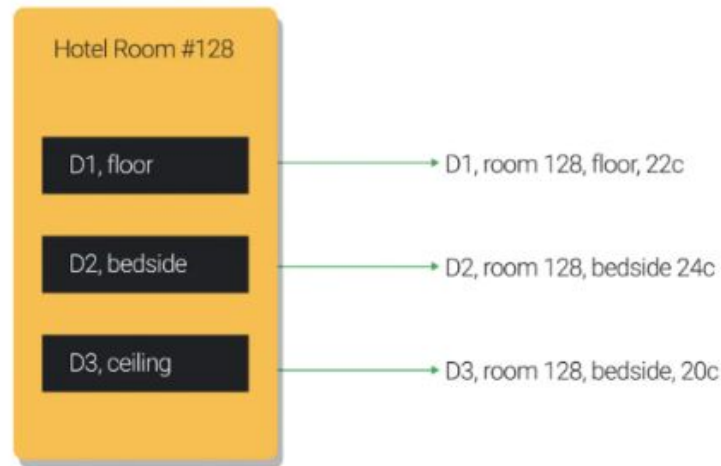 Hotel Room #128
D1, floor
D1, room 128, floor, 22c
D2, bedside
D2, room 128, bedside 24c
D3, ceiling
D3, room 128, bedside, 20c